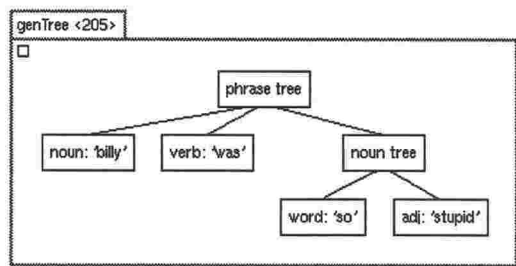 genTree <205>
phrase tree
noun: 'billy' verb: 'was' noun tree
word: 'so' adj: 'stupid'